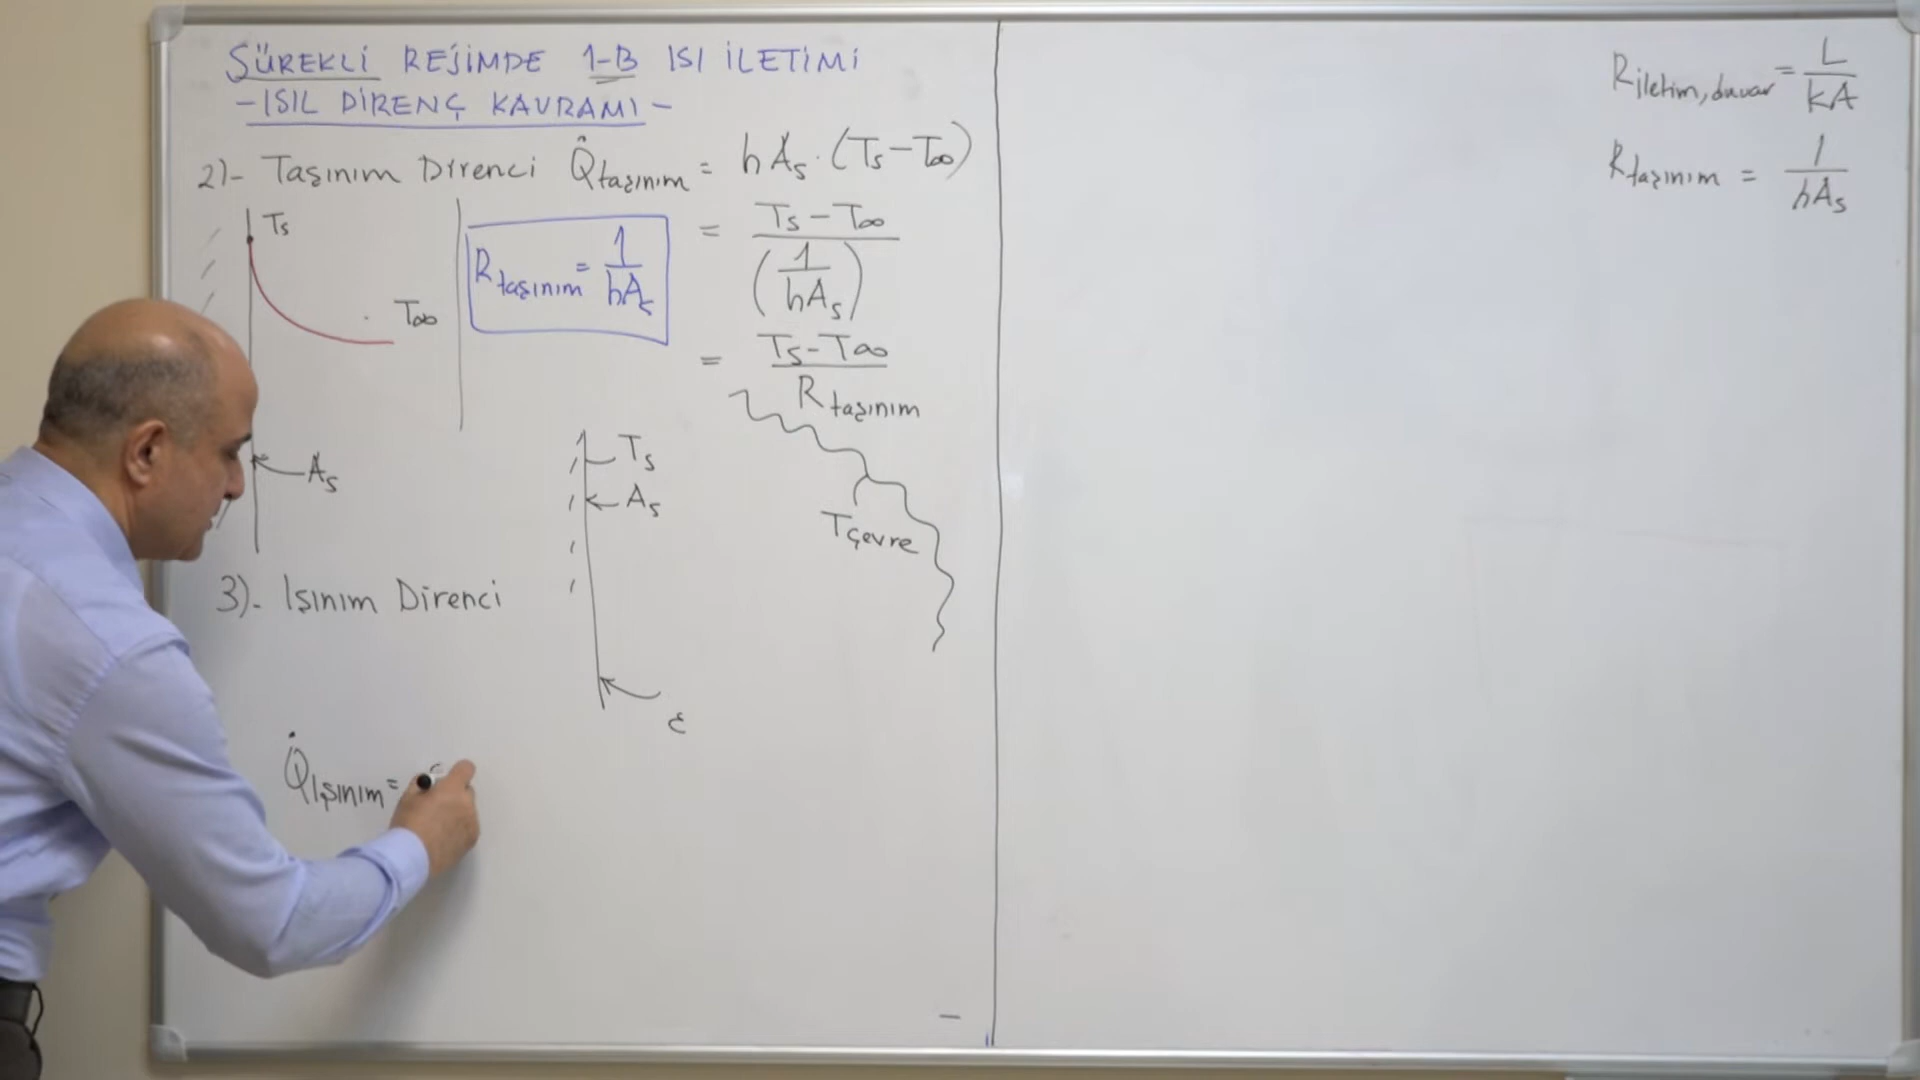 SÜREKLİ REJİMDE 1-B ISI İLETİMİ
-ISIL DİRENÇ KAVRAMI-
2)- Taşınım Direnci Q̇taşınım = hAs.(Ts-T∞)
Ts
T∞
As
Rtaşınım = 1/hAs
= Ts-T∞/(1/hAs)
= Ts-T∞/Rtaşınım
Ts
As
Tçevre
ε
3)- Işınım Direnci
Q̇ışınım = ε
Riletim,duvar = L/kA
Rtaşınım = 1/hAs